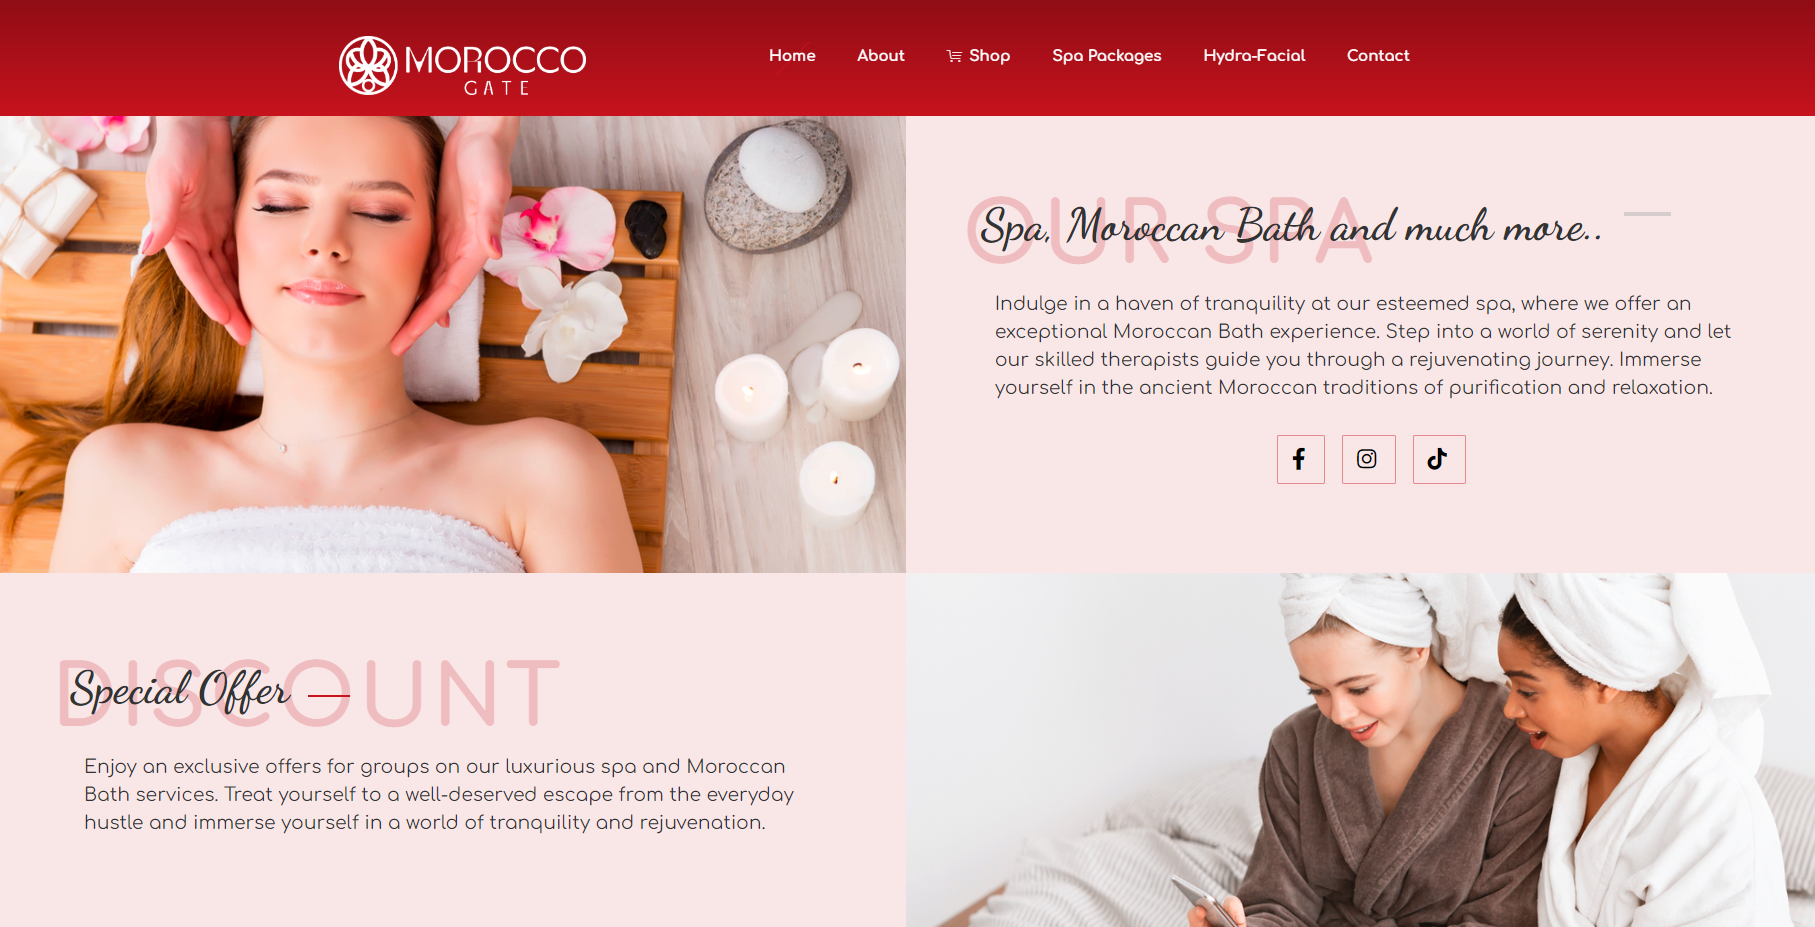 MOROCCO
GATE
Home
About
Shop
Spa Packages
Hydra-Facial
Contact
OUR SPA
Spa, Moroccan Bath and much more..
Indulge in a haven of tranquility at our esteemed spa, where we offer an
exceptional Moroccan Bath experience. Step into a world of serenity and let
our skilled therapists guide you through a rejuvenating journey. Immerse
yourself in the ancient Moroccan traditions of purification and relaxation.
DISCOUNT
Special Offer
Enjoy an exclusive offers for groups on our luxurious spa and Moroccan
Bath services. Treat yourself to a well-deserved escape from the everyday
hustle and immerse yourself in a world of tranquility and rejuvenation.